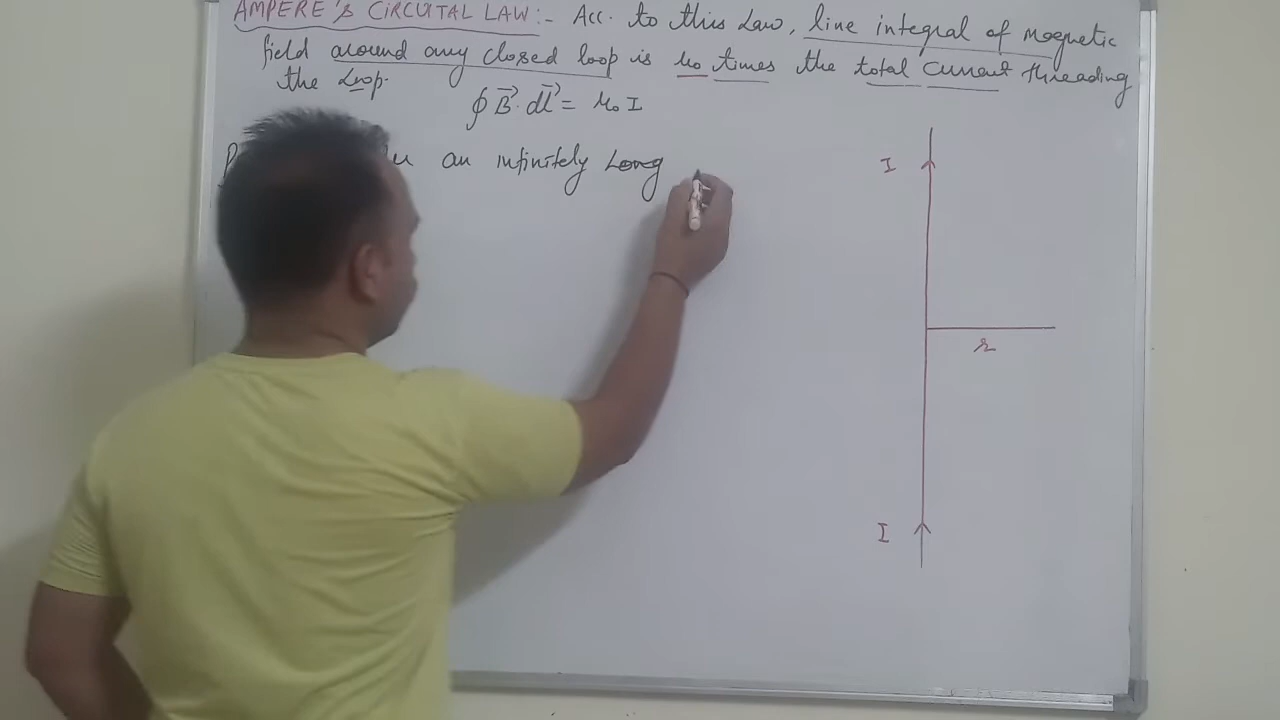 AMPERE'S CIRCUITAL LAW:- Acc. to this Law, line integral of magnetic
field around any closed loop is μ₀ times the total current threading
the Loop.
∮B⃗.dl⃗ = μ₀ I
an infinitely Long
I
r
I